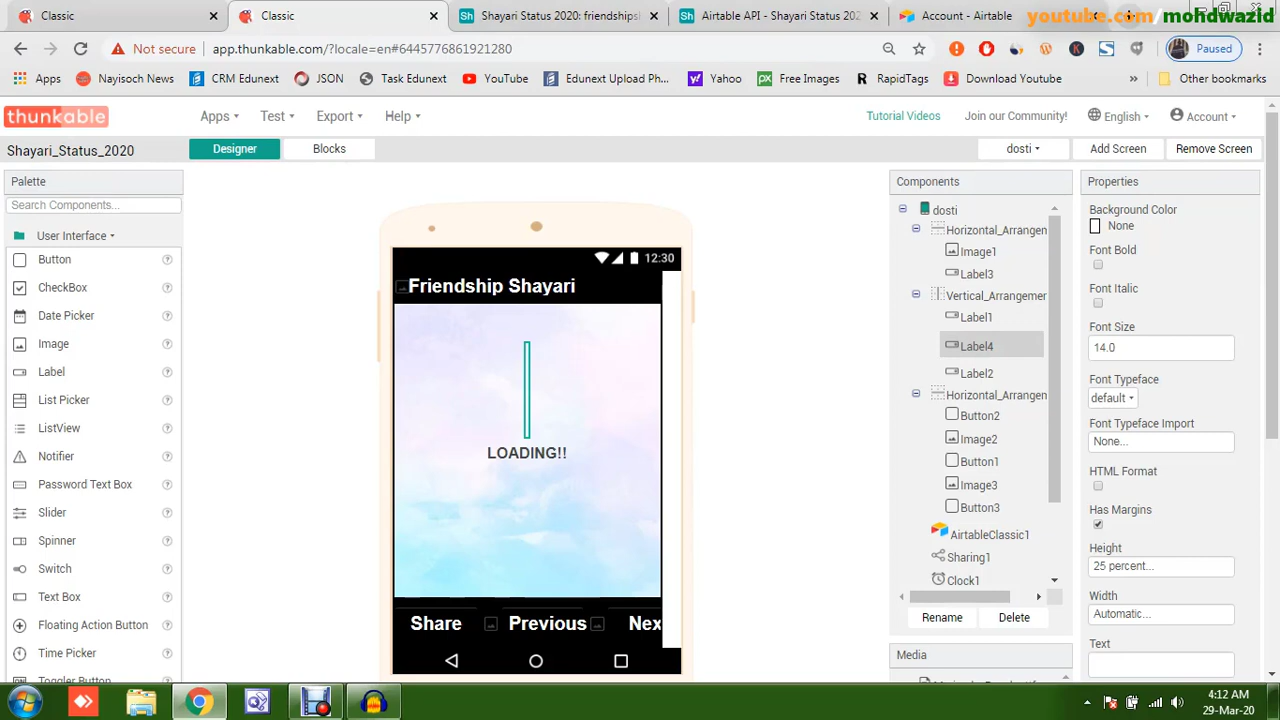 Classic
Classic
Shayari Status 2020: friendships
Airtable API - Shayari Status 202
Account - Airtable
youtube.com/mohdwazid
Not secure
app.thunkable.com/?locale=en#6445776861921280
Paused
Apps
Nayisoch News
CRM Edunext
JSON
Task Edunext
YouTube
Edunext Upload Ph...
Yahoo
Free Images
RapidTags
Download YouTube
»
Other bookmarks
thunkable
Apps
Test
Export
Help
Tutorial Videos
Join our Community!
English
Account
Shayari_Status_2020
Designer
Blocks
dosti
Add Screen
Remove Screen
Palette
Search Components...
User Interface
Button
CheckBox
Date Picker
Image
Label
List Picker
ListView
Notifier
Password Text Box
Slider
Spinner
Switch
Text Box
Floating Action Button
Time Picker
Toggle Button
12:30
Friendship Shayari
LOADING!!
Share
Previous
Nex
Components
dosti
Horizontal_Arrangen
Image1
Label3
Vertical_Arrangemer
Label1
Label4
Label2
Horizontal_Arrangen
Button2
Image2
Button1
Image3
Button3
AirtableClassic1
Sharing1
Clock1
Rename
Delete
Media
Properties
Background Color
None
Font Bold
Font Italic
Font Size
14.0
Font Typeface
default
Font Typeface Import
None...
HTML Format
Has Margins
Height
25 percent...
Width
Automatic...
Text
4:12 AM
29-Mar-20